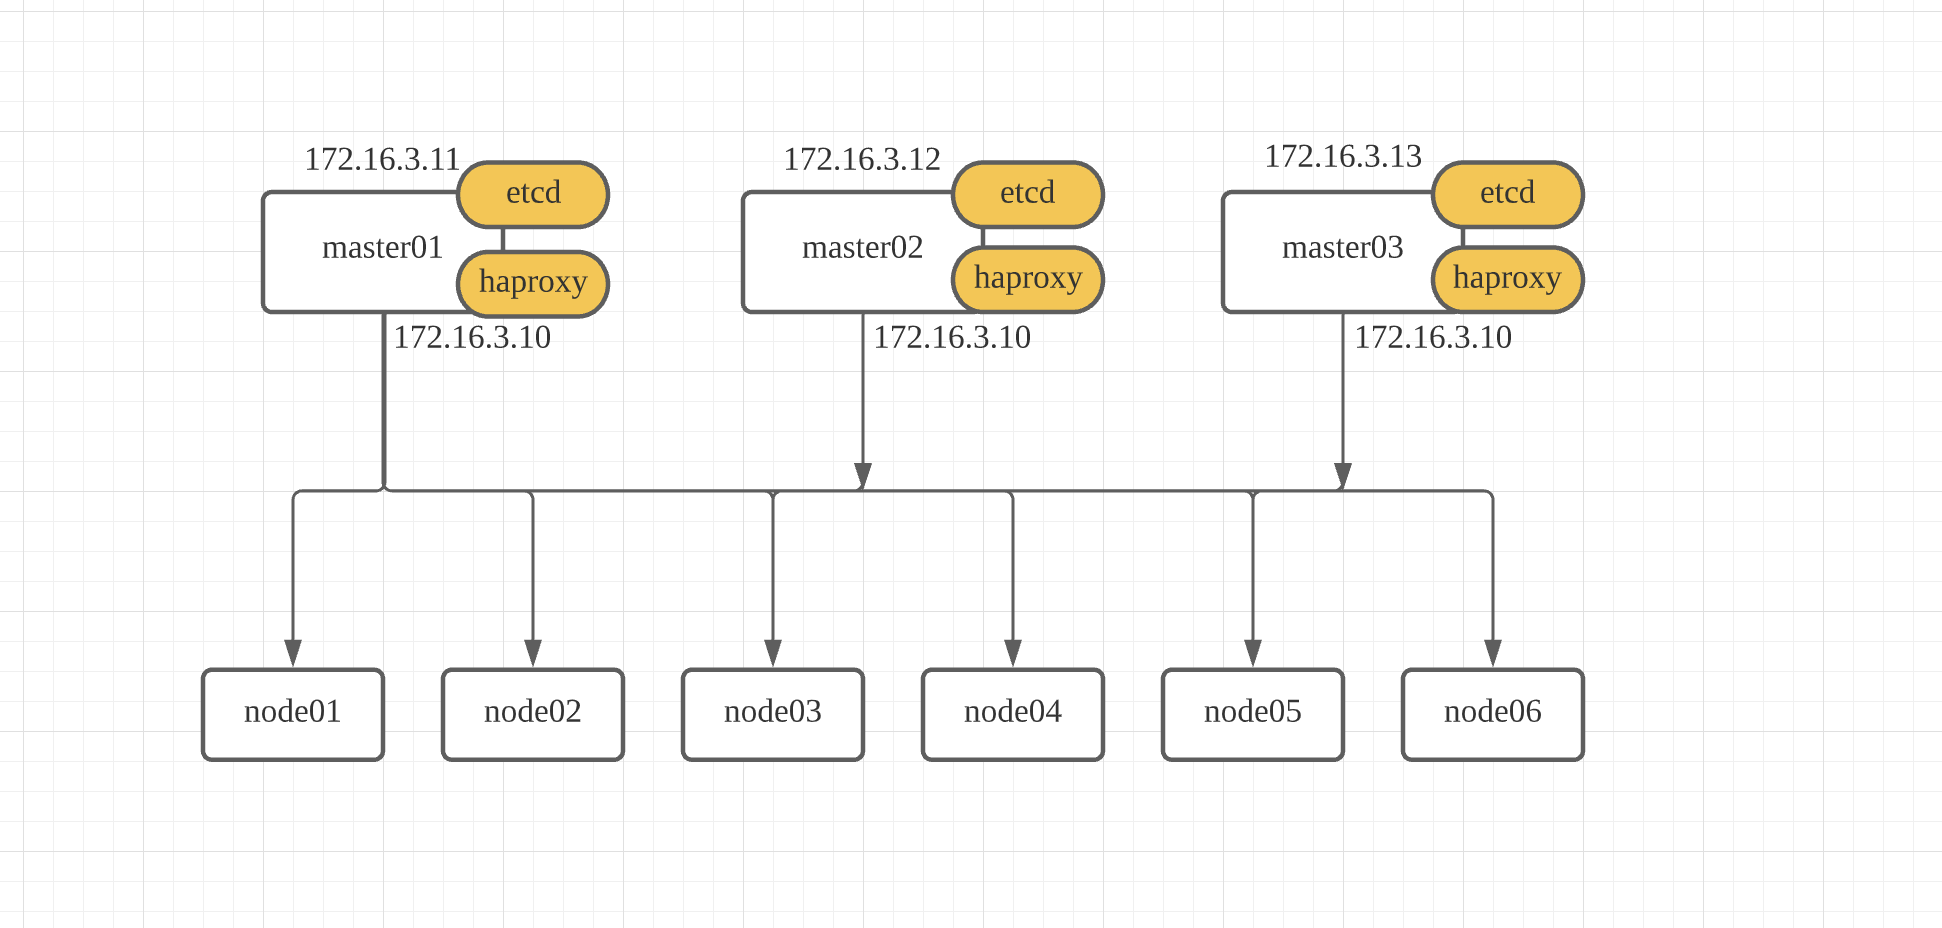 172.16.3.11
etcd
master01
haproxy
172.16.3.10
172.16.3.12
etcd
master02
haproxy
172.16.3.10
172.16.3.13
etcd
master03
haproxy
172.16.3.10
node01
node02
node03
node04
node05
node06